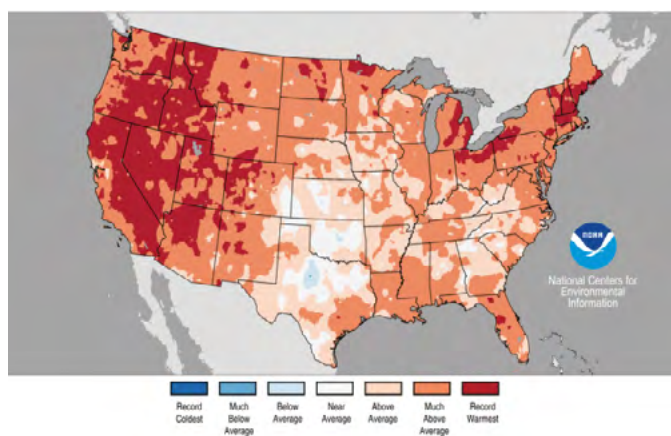 NOAA
National Centers for
Environmental
Information
Record
Coldest
Much
Below
Average
Below
Average
Near
Average
Above
Average
Much
Above
Average
Record
Warmest